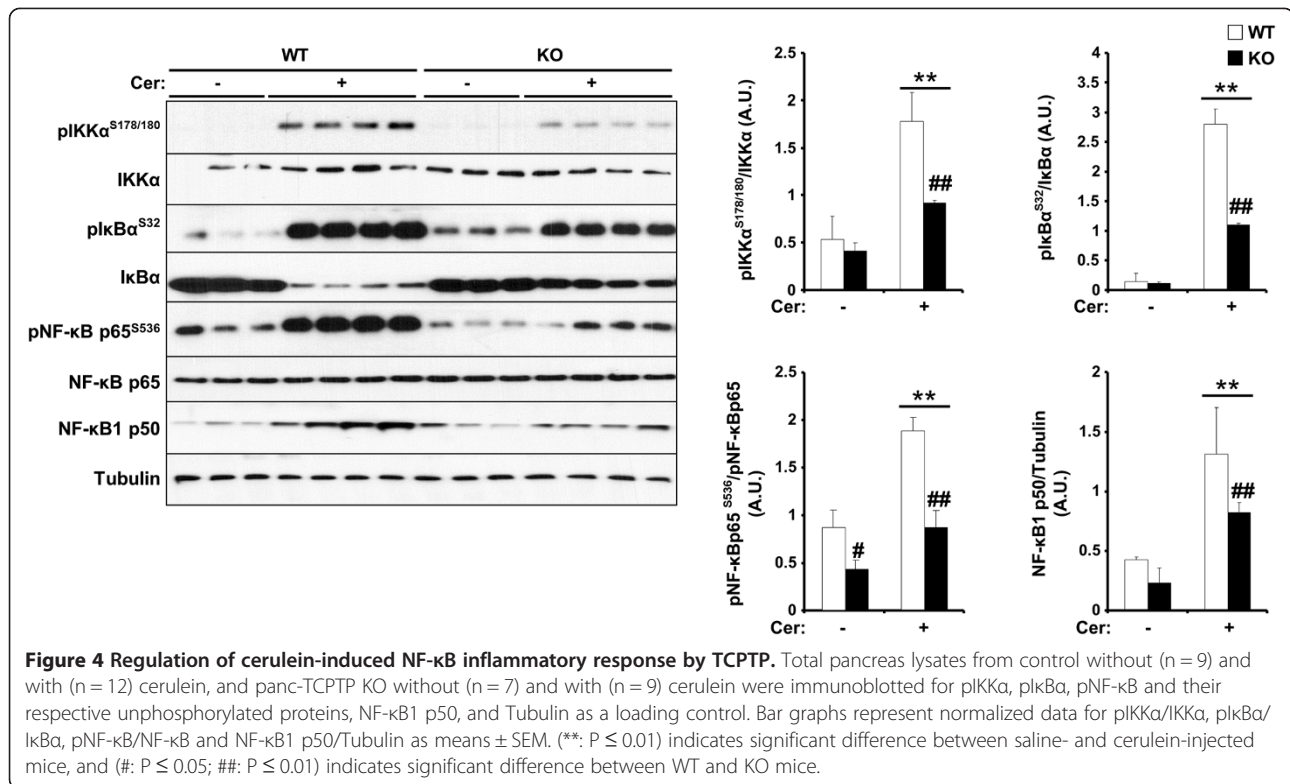 WT KO
Cer: - + - +
pIKKα^S178/180
IKKα
pIκBα^S32
IκBα
pNF-κB p65^S536
NF-κB p65
NF-κB1 p50
Tubulin
WT
KO
pIKKα^S178/180/IKKα (A.U.)
2.5
2
1.5
1
0.5
0
**
##
Cer: - +
pIκBα^S32/IκBα (A.U.)
4
3.5
3
2.5
2
1.5
1
0.5
0
**
##
Cer: - +
pNF-κBp65 ^S536/pNF-κBp65
(A.U.)
2.5
2
1.5
1
0.5
0
**
#
##
Cer: - +
NF-κB1 p50/Tubulin
(A.U.)
2
1.5
1
0.5
0
**
##
Cer: - +
Figure 4 Regulation of cerulein-induced NF-κB inflammatory response by TCPTP. Total pancreas lysates from control without (n = 9) and
with (n = 12) cerulein, and panc-TCPTP KO without (n = 7) and with (n = 9) cerulein were immunoblotted for pIKKα, pIκBα, pNF-κB and their
respective unphosphorylated proteins, NF-κB1 p50, and Tubulin as a loading control. Bar graphs represent normalized data for pIKKα/IKKα, pIκBα/
IκBα, pNF-κB/NF-κB and NF-κB1 p50/Tubulin as means ± SEM. (**: P ≤ 0.01) indicates significant difference between saline- and cerulein-injected
mice, and (#: P ≤ 0.05; ##: P ≤ 0.01) indicates significant difference between WT and KO mice.